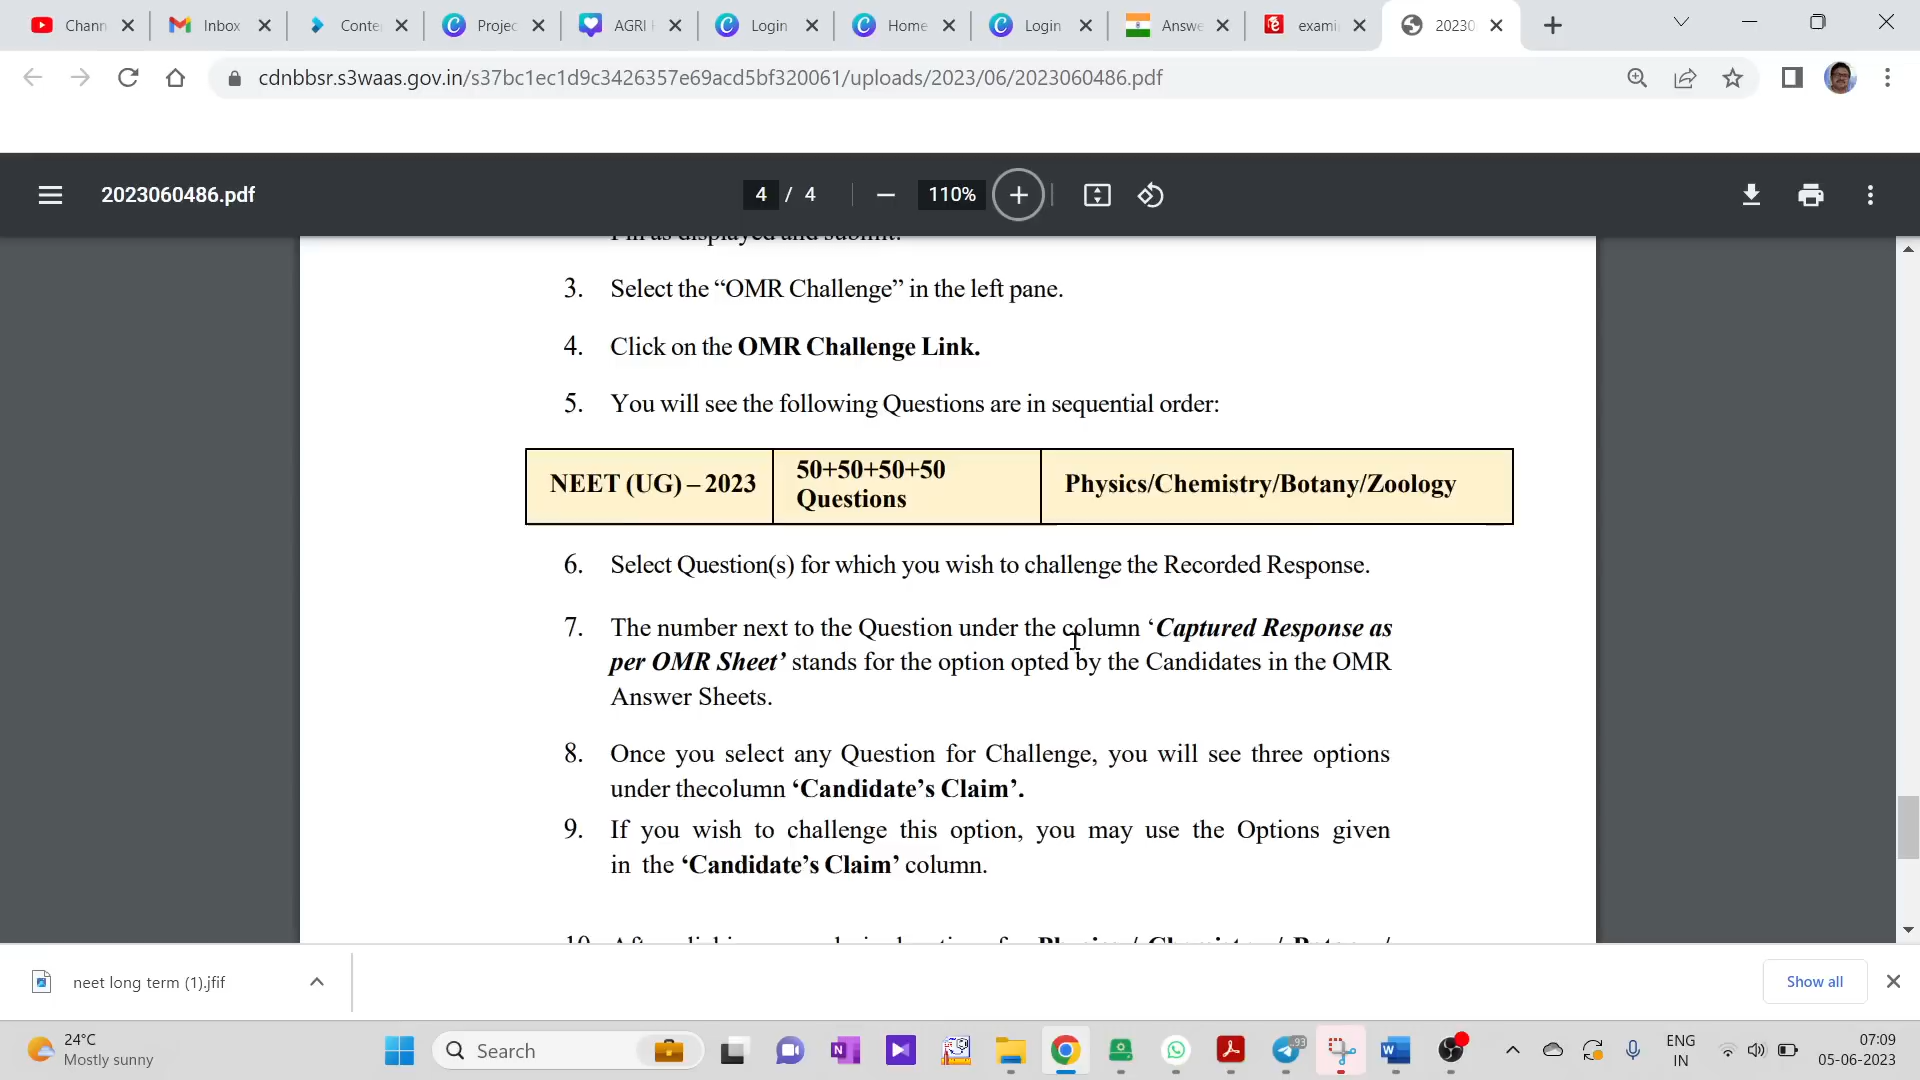 Chann
Inbox
Conte
Projec
AGRI
Login
Home
Login
Answe
exami
20230
cdnbbsr.s3waas.gov.in/s37bc1ec1d9c3426357e69acd5bf320061/uploads/2023/06/2023060486.pdf
2023060486.pdf
4 / 4
110%
3. Select the “OMR Challenge” in the left pane.
4. Click on the OMR Challenge Link.
5. You will see the following Questions are in sequential order:
NEET (UG) – 2023
50+50+50+50
Questions
Physics/Chemistry/Botany/Zoology
6. Select Question(s) for which you wish to challenge the Recorded Response.
7. The number next to the Question under the column ‘Captured Response as
per OMR Sheet’ stands for the option opted by the Candidates in the OMR
Answer Sheets.
8. Once you select any Question for Challenge, you will see three options
under thecolumn ‘Candidate’s Claim’.
9. If you wish to challenge this option, you may use the Options given
in the ‘Candidate’s Claim’ column.
neet long term (1).jfif
Show all
24°C
Mostly sunny
Search
93
ENG
IN
07:09
05-06-2023